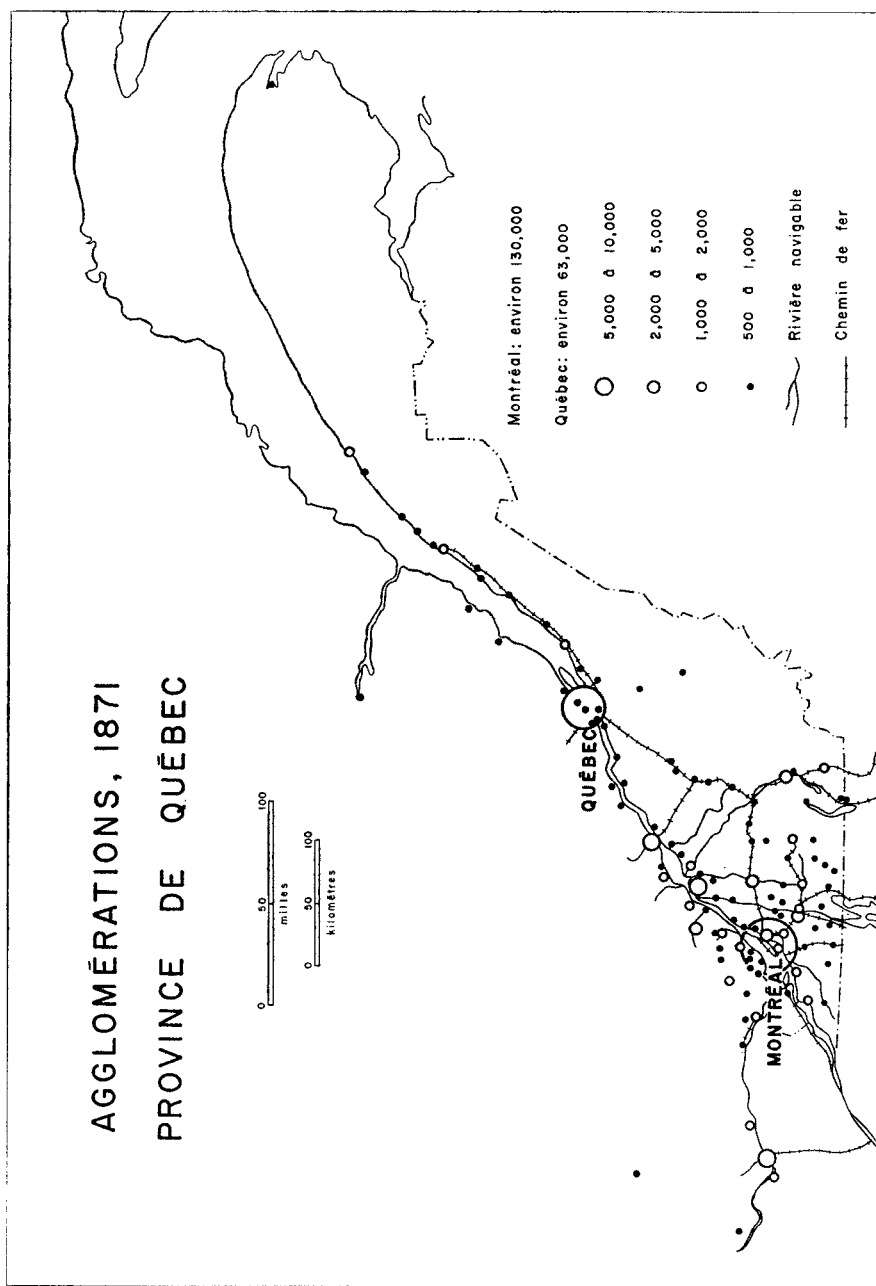 AGGLOMÉRATIONS, 1871
PROVINCE DE QUÉBEC
0 50 100
milles
0 100
kilomètres
QUÉBEC
MONTRÉAL
Montréal: environ 130,000
Québec: environ 63,000
5,000 à 10,000
2,000 à 5,000
1,000 à 2,000
500 à 1,000
Rivière navigable
Chemin de fer